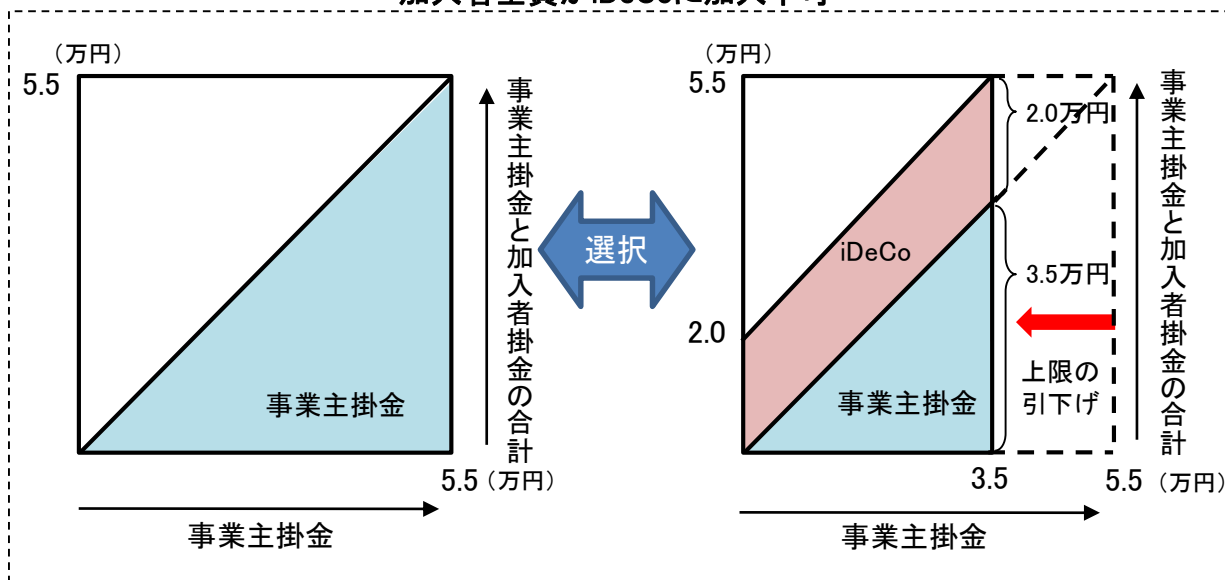 （万円）
5.5
事業主掛金と加入者掛金の合計
事業主掛金
5.5（万円）
事業主掛金
選択
（万円）
5.5
2.0万円
iDeCo
3.5万円
2.0
上限の
引下げ
事業主掛金
事業主掛金と加入者掛金の合計
3.5
5.5（万円）
事業主掛金